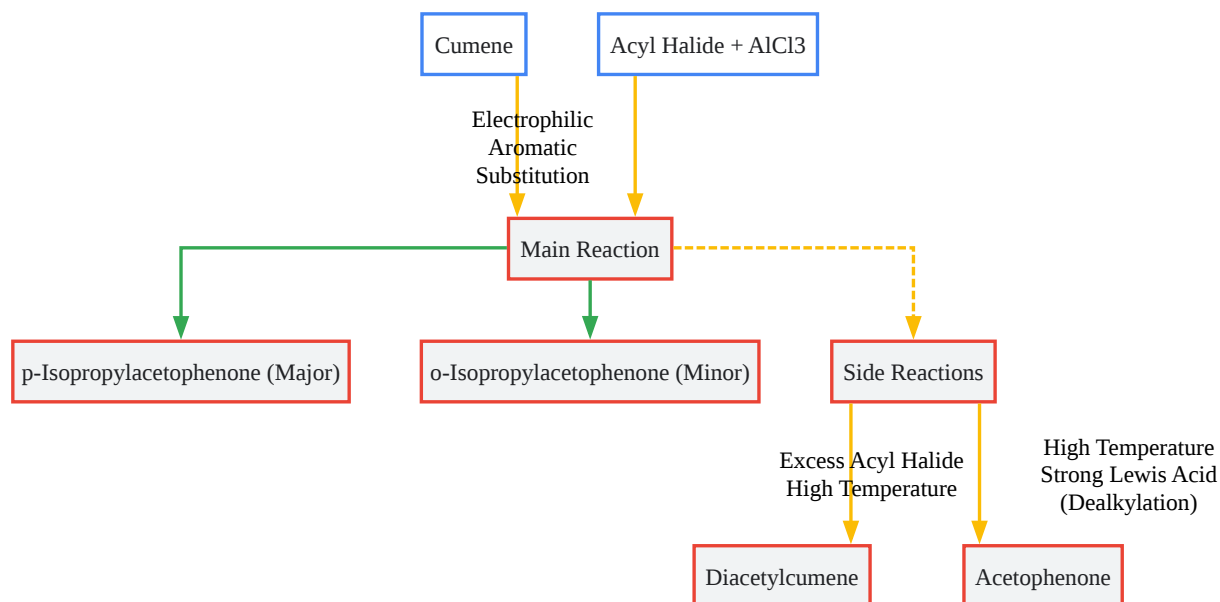 Cumene
Acyl Halide + AlCl3
Electrophilic
Aromatic
Substitution
Main Reaction
p-Isopropylacetophenone (Major)
o-Isopropylacetophenone (Minor)
Side Reactions
Excess Acyl Halide
High Temperature
High Temperature
Strong Lewis Acid
(Dealkylation)
Diacetylcumene
Acetophenone